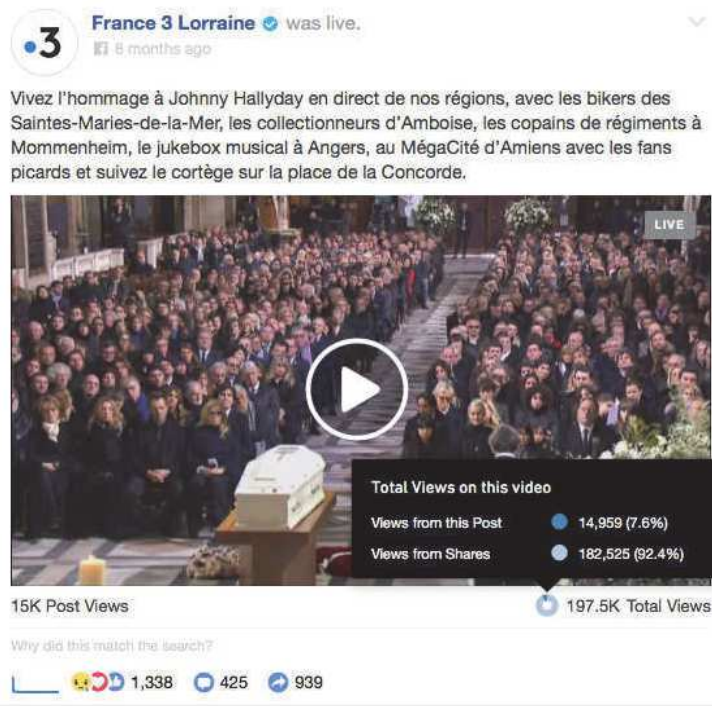 3
France 3 Lorraine was live.
8 months ago
Vivez l'hommage à Johnny Hallyday en direct de nos régions, avec les bikers des
Saintes-Maries-de-la-Mer, les collectionneurs d'Amboise, les copains de régiments à
Mommenheim, le jukebox musical à Angers, au MégaCité d'Amiens avec les fans
picards et suivez le cortège sur la place de la Concorde.
LIVE
Total Views on this video
Views from this Post 14,959 (7.6%)
Views from Shares 182,525 (92.4%)
15K Post Views 197.5K Total Views
Why did this match the search?
1,338 425 939